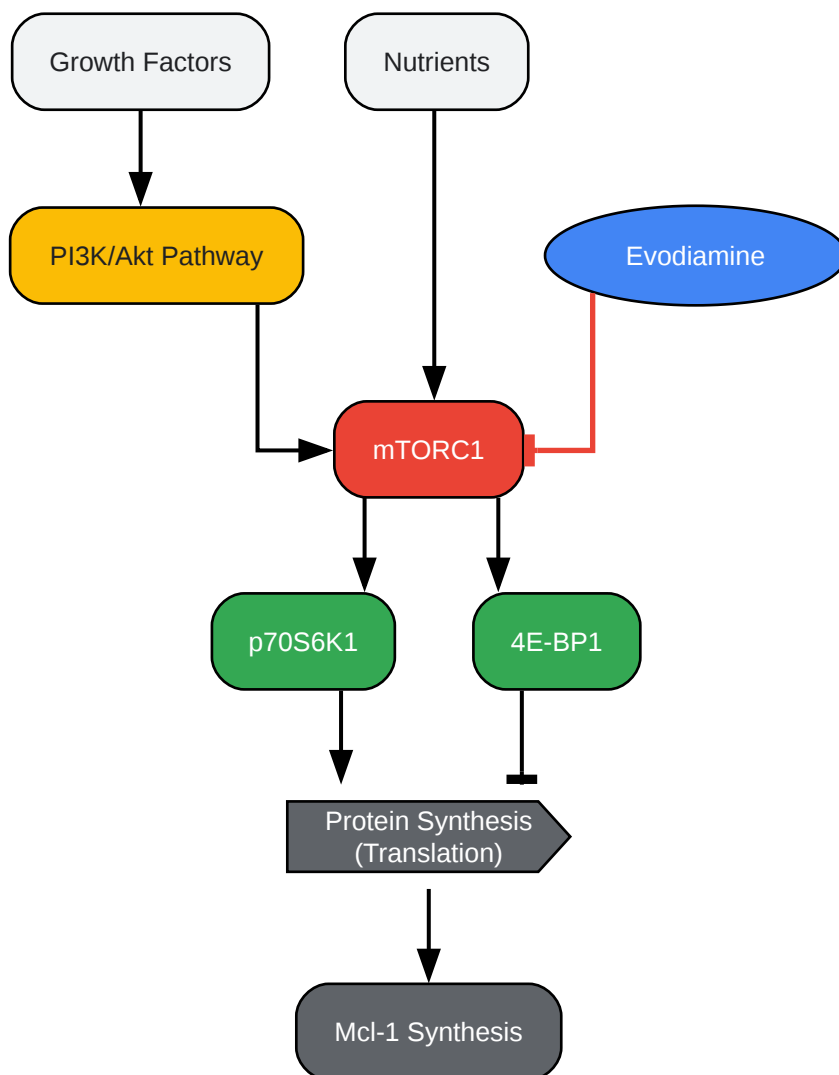 Growth Factors
Nutrients
PI3K/Akt Pathway
Evodiamine
mTORC1
p70S6K1
4E-BP1
Protein Synthesis
(Translation)
Mcl-1 Synthesis